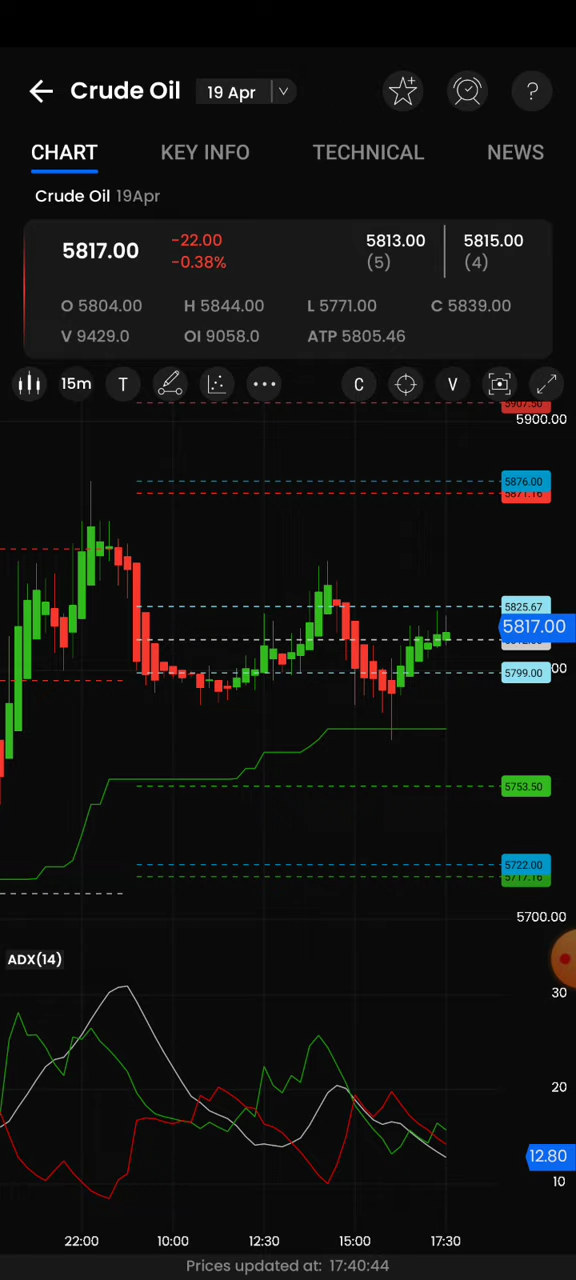 Crude Oil 19 Apr
CHART KEY INFO TECHNICAL NEWS
Crude Oil 19Apr
5817.00 -22.00 -0.38% 5813.00 (5) 5815.00 (4)
O 5804.00 H 5844.00 L 5771.00 C 5839.00
V 9429.0 OI 9058.0 ATP 5805.46
15m T C V
5907.50
5900.00
5876.00
5871.16
5825.67
5817.00
5799.00
5753.50
5722.00
5717.16
5700.00
ADX(14)
30
20
12.80
10
22:00 10:00 12:30 15:00 17:30
Prices updated at: 17:40:44